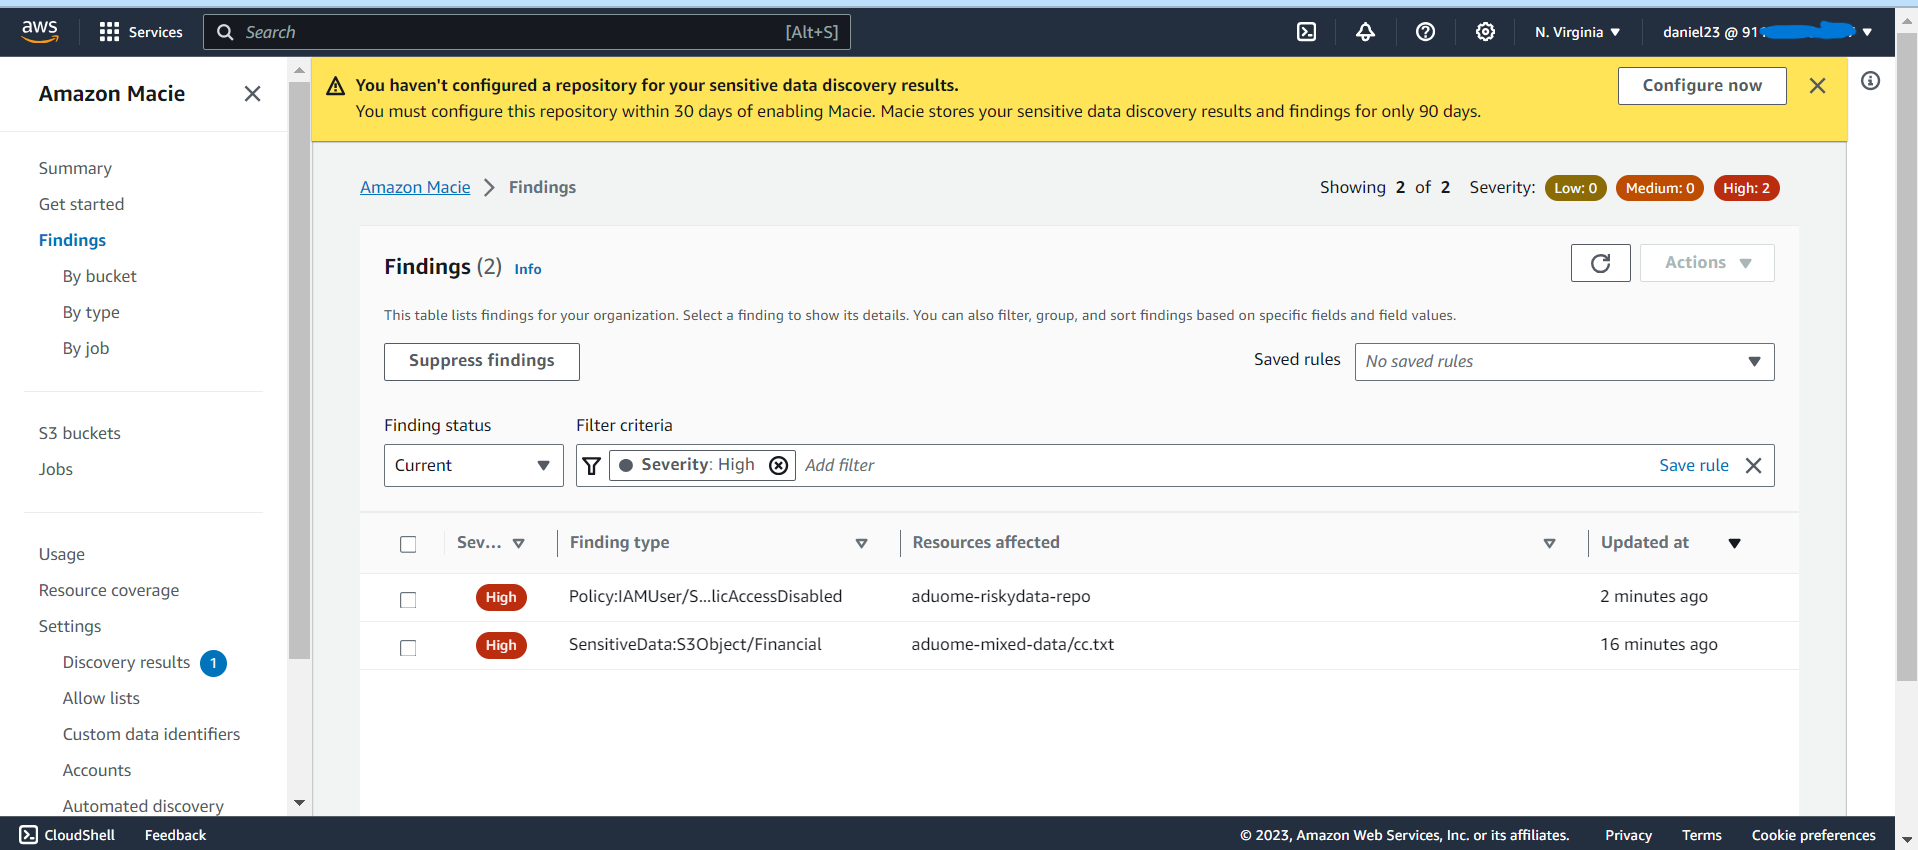 aws
Services
Search
[Alt+S]
N. Virginia
daniel23 @ 91
Amazon Macie
Summary
Get started
Findings
By bucket
By type
By job
S3 buckets
Jobs
Usage
Resource coverage
Settings
Discovery results 1
Allow lists
Custom data identifiers
Accounts
Automated discovery
You haven't configured a repository for your sensitive data discovery results.
You must configure this repository within 30 days of enabling Macie. Macie stores your sensitive data discovery results and findings for only 90 days.
Configure now
Amazon Macie Findings
Showing 2 of 2 Severity: Low: 0 Medium: 0 High: 2
Findings (2) Info
Actions
This table lists findings for your organization. Select a finding to show its details. You can also filter, group, and sort findings based on specific fields and field values.
Suppress findings
Saved rules No saved rules
Finding status Filter criteria
Current Severity: High Add filter Save rule
Sev... Finding type Resources affected Updated at
High Policy:IAMUser/S...licAccessDisabled aduome-riskydata-repo 2 minutes ago
High SensitiveData:S3Object/Financial aduome-mixed-data/cc.txt 16 minutes ago
CloudShell Feedback © 2023, Amazon Web Services, Inc. or its affiliates. Privacy Terms Cookie preferences